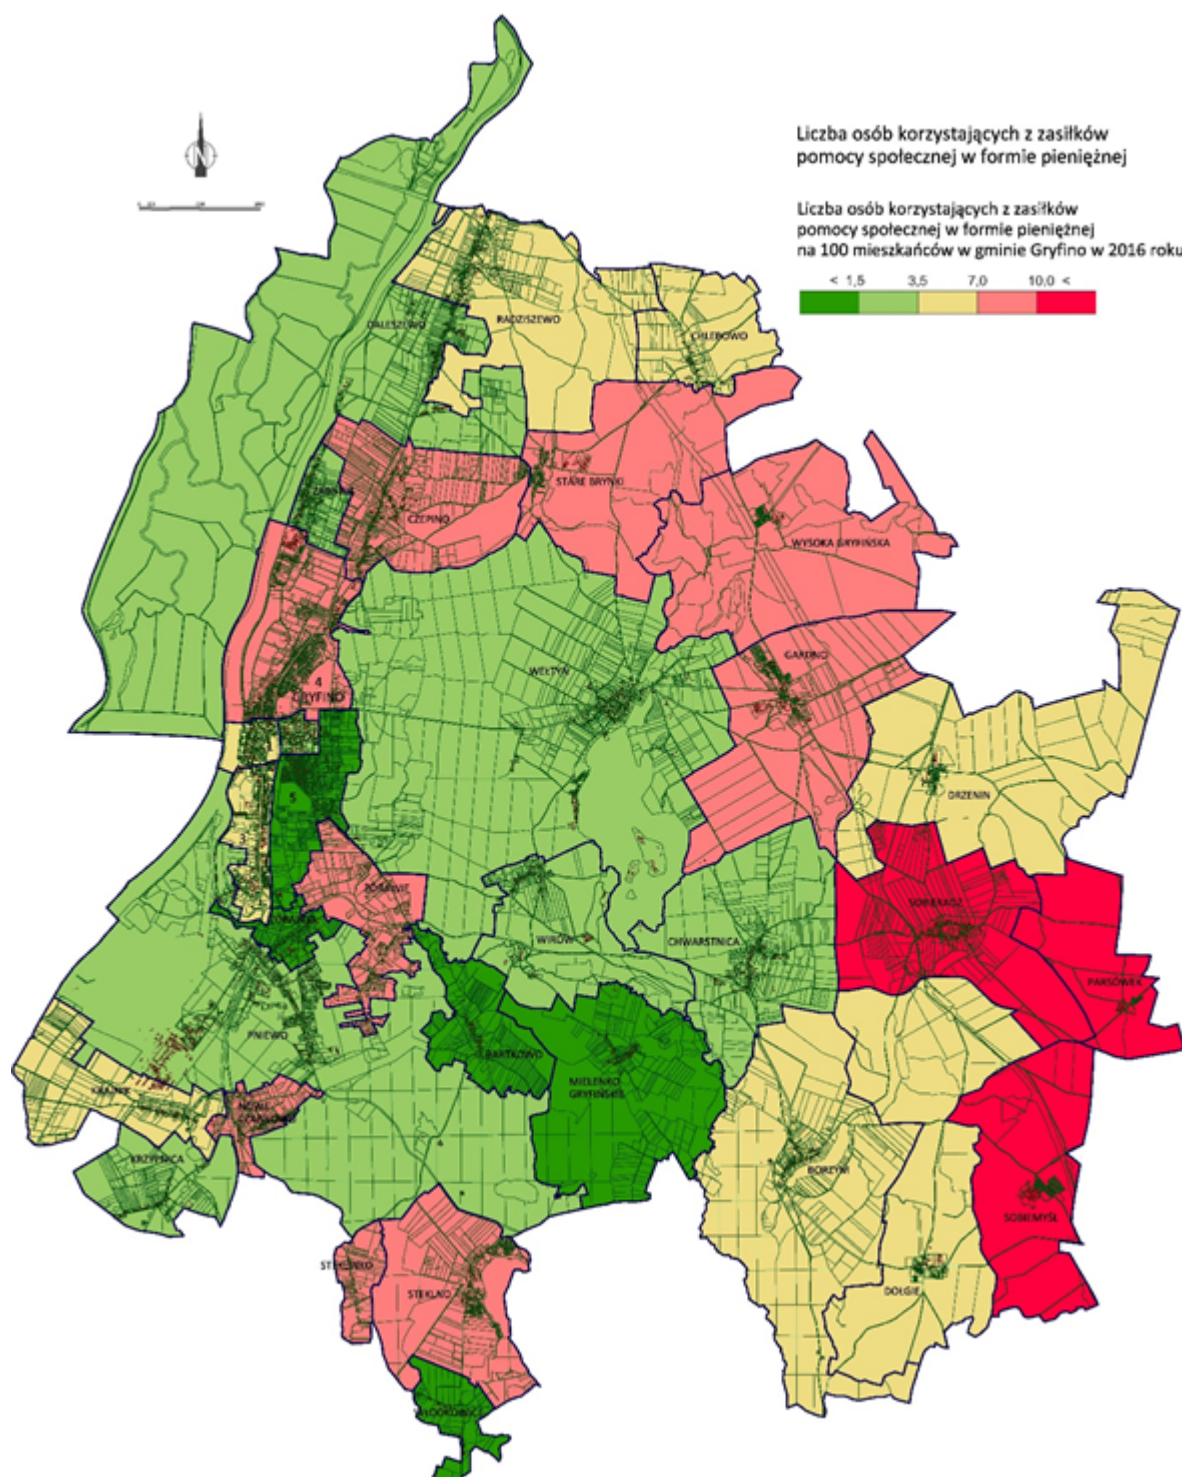 Liczba osób korzystających z zasiłków
pomocy społecznej w formie pieniężnej
N
Liczba osób korzystających z zasiłków
pomocy społecznej w formie pieniężnej
na 100 mieszkańców w gminie Gryfino w 2016 roku
< 1,5 3,5 7,0 10,0 <
DALESZEWO
RADZISZEWO
CHLEBOWO
STARE BRYNKI
CZEPINO
WYSOKA GRYFIŃSKA
GARDNO
WEŁTYŃ
4
GRYFINO
5
DRZENIN
SOBIERADZ
WIRÓW
CHWARSTNICA
PARSÓWEK
PNIEWO
BARTKOWO
MIELENKO
GRYFIŃSKIE
KRZYPNICA
BORZYM
SOBIEMYŚL
STEKLNO
DOŁGIE